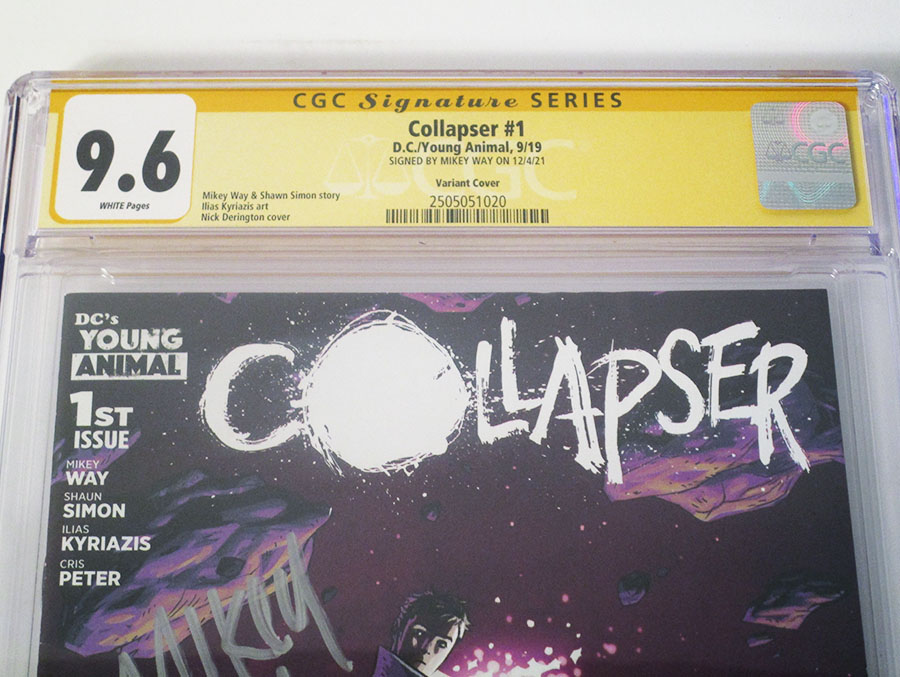 CGC Signature SERIES
9.6
WHITE Pages
Collapser #1
D.C./Young Animal, 9/19
SIGNED BY MIKEY WAY ON 12/4/21
Variant Cover
2505051020
Mikey Way & Shawn Simon story
Ilias Kyriazis art
Nick Derington cover
CGC
CGC
DC's
YOUNG
ANIMAL
1ST
ISSUE
COLLAPSER
MIKEY
WAY
SHAUN
SIMON
ILIAS
KYRIAZIS
CRIS
PETER
MIKEY